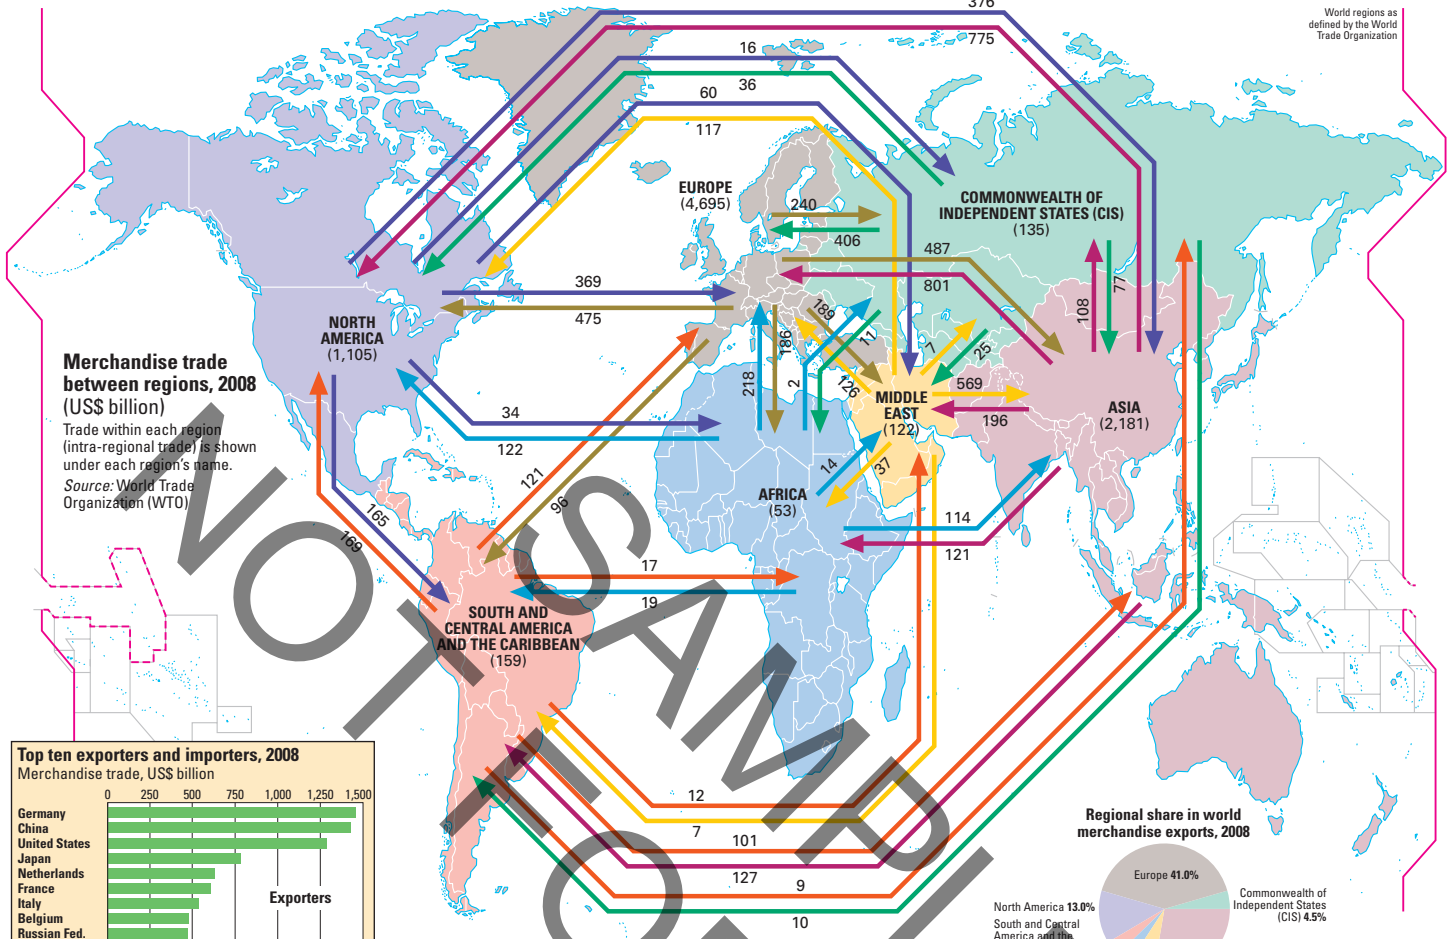 376
775
World regions as
defined by the World
Trade Organization
16
36
60
117
EUROPE
(4,695)
COMMONWEALTH OF
INDEPENDENT STATES (CIS)
(135)
240
406
487
801
369
475
NORTH
AMERICA
(1,105)
Merchandise trade
between regions, 2008
(US$ billion)
Trade within each region
(intra-regional trade) is shown
under each region's name.
Source: World Trade
Organization (WTO)
189
186
11
7
25
108
77
218
2
126
569
196
MIDDLE
EAST
(122)
ASIA
(2,181)
34
122
121
96
14
37
AFRICA
(53)
114
121
165
169
17
19
SOUTH AND
CENTRAL AMERICA
AND THE CARIBBEAN
(159)
12
7
101
127
9
10
Top ten exporters and importers, 2008
Merchandise trade, US$ billion
0 250 500 750 1,000 1,250 1,500
Germany
China
United States
Japan
Netherlands
France
Italy
Belgium
Russian Fed.
Exporters
Regional share in world
merchandise exports, 2008
Europe 41.0%
North America 13.0%
Commonwealth of
Independent States
(CIS) 4.5%
South and Central
America and the
NOT
SAMPL